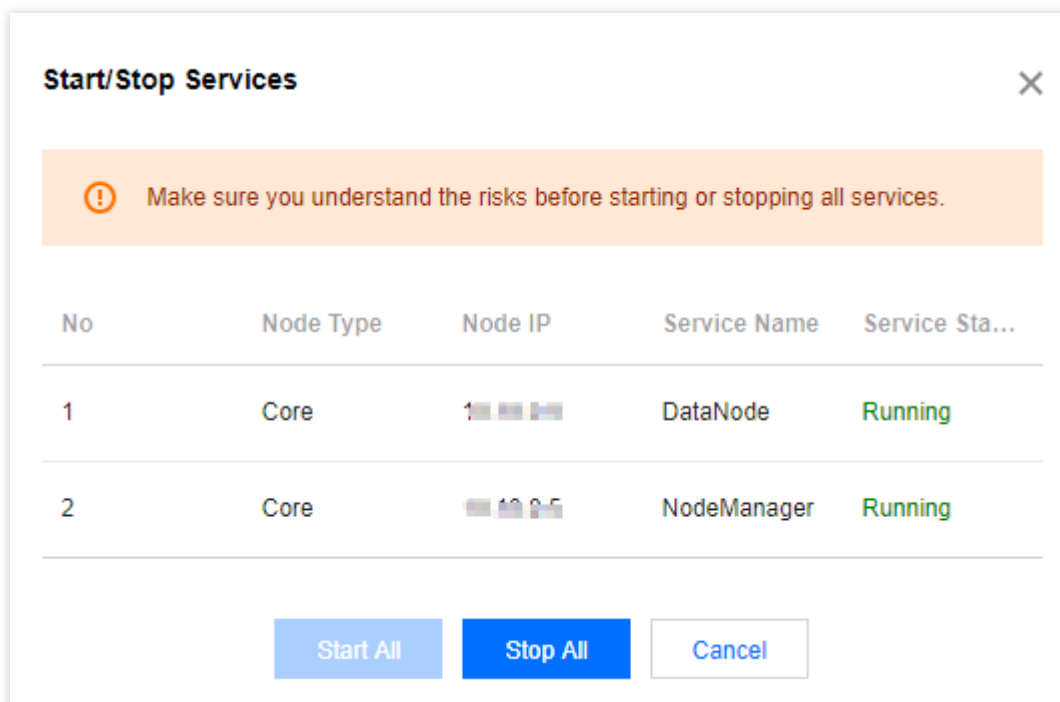 Start/Stop Services
Make sure you understand the risks before starting or stopping all services.
No Node Type Node IP Service Name Service Sta...
1 Core DataNode Running
2 Core NodeManager Running
Start All Stop All Cancel